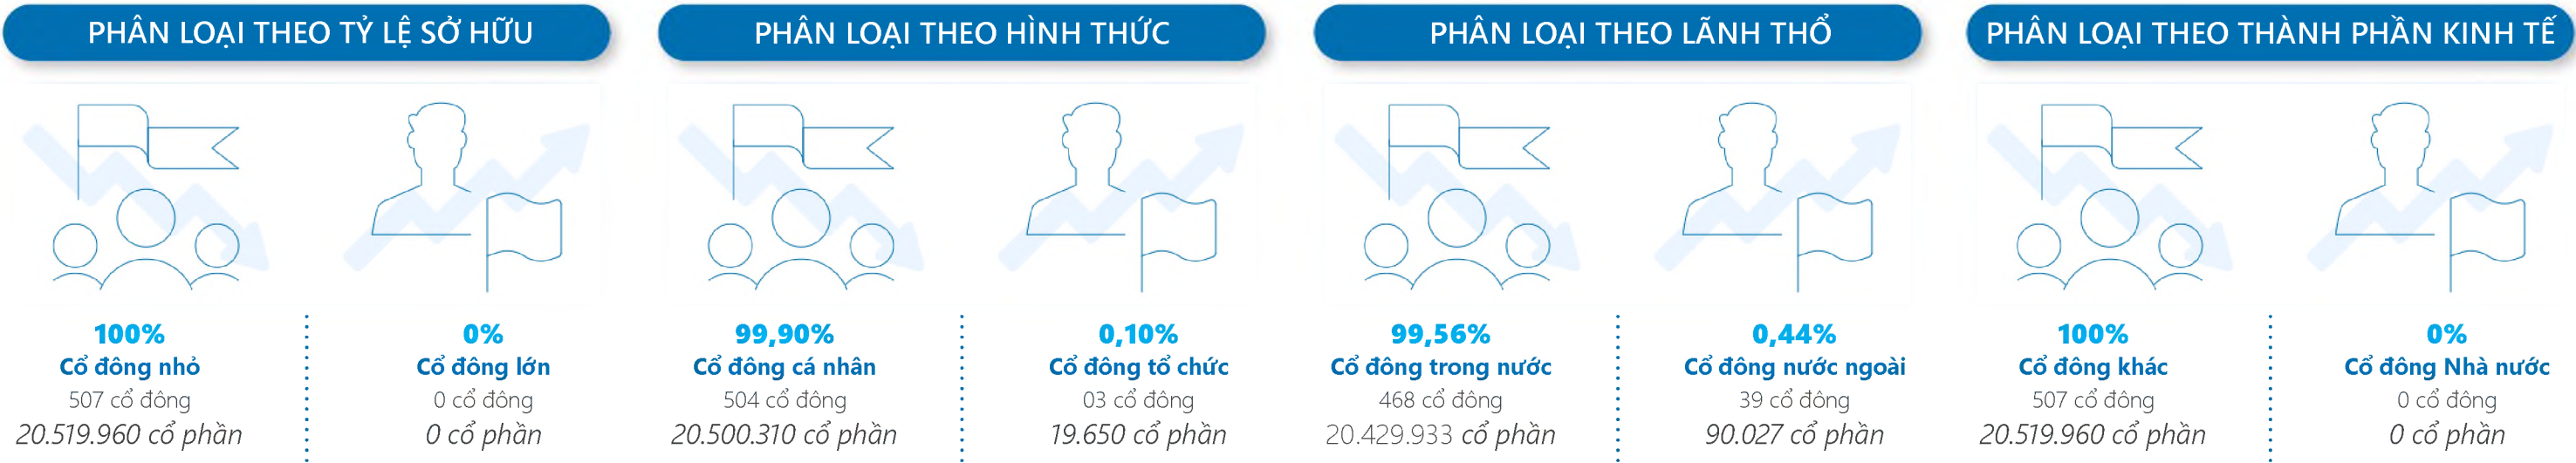 PHÂN LOẠI THEO TỶ LỆ SỞ HỮU
100%
Cổ đông nhỏ
507 cổ đông
20.519.960 cổ phần
0%
Cổ đông lớn
0 cổ đông
0 cổ phần
PHÂN LOẠI THEO HÌNH THỨC
99,90%
Cổ đông cá nhân
504 cổ đông
20.500.310 cổ phần
0,10%
Cổ đông tổ chức
03 cổ đông
19.650 cổ phần
PHÂN LOẠI THEO LÃNH THỔ
99,56%
Cổ đông trong nước
468 cổ đông
20.429.933 cổ phần
0,44%
Cổ đông nước ngoài
39 cổ đông
90.027 cổ phần
PHÂN LOẠI THEO THÀNH PHẦN KINH TẾ
100%
Cổ đông khác
507 cổ đông
20.519.960 cổ phần
0%
Cổ đông Nhà nước
0 cổ đông
0 cổ phần